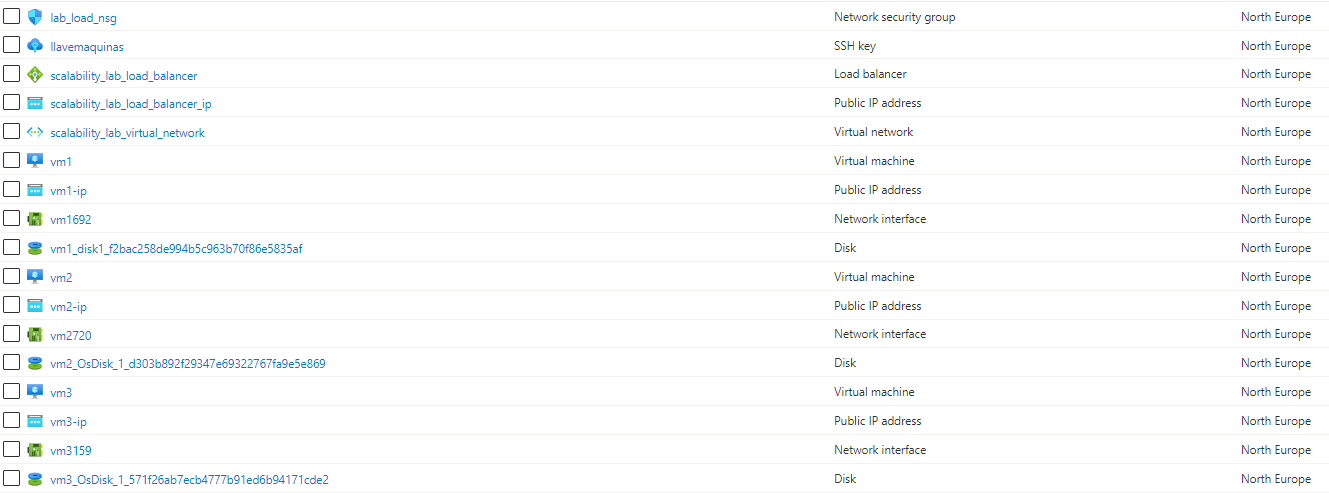 lab_load_nsg Network security group North Europe
llavemaquinas SSH key North Europe
scalability_lab_load_balancer Load balancer North Europe
scalability_lab_load_balancer_ip Public IP address North Europe
scalability_lab_virtual_network Virtual network North Europe
vm1 Virtual machine North Europe
vm1-ip Public IP address North Europe
vm1692 Network interface North Europe
vm1_disk1_f2bac258de994b5c963b70f86e5835af Disk North Europe
vm2 Virtual machine North Europe
vm2-ip Public IP address North Europe
vm2720 Network interface North Europe
vm2_OsDisk_1_d303b892f29347e69322767fa9e5e869 Disk North Europe
vm3 Virtual machine North Europe
vm3-ip Public IP address North Europe
vm3159 Network interface North Europe
vm3_OsDisk_1_571f26ab7ecb4777b91ed6b94171cde2 Disk North Europe